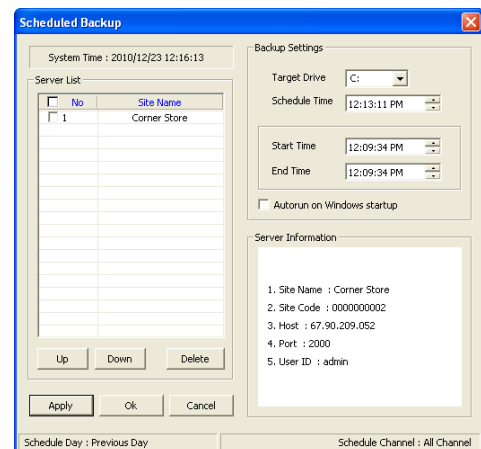 Scheduled Backup
System Time : 2010/12/23 12:16:13
Server List
No Site Name
1 Corner Store
Up Down Delete
Apply Ok Cancel
Backup Settings
Target Drive C:
Schedule Time 12:13:11 PM
Start Time 12:09:34 PM
End Time 12:09:34 PM
Autorun on Windows startup
Server Information
1. Site Name : Corner Store
2. Site Code : 0000000002
3. Host : 67.90.209.052
4. Port : 2000
5. User ID : admin
Schedule Day : Previous Day Schedule Channel : All Channel